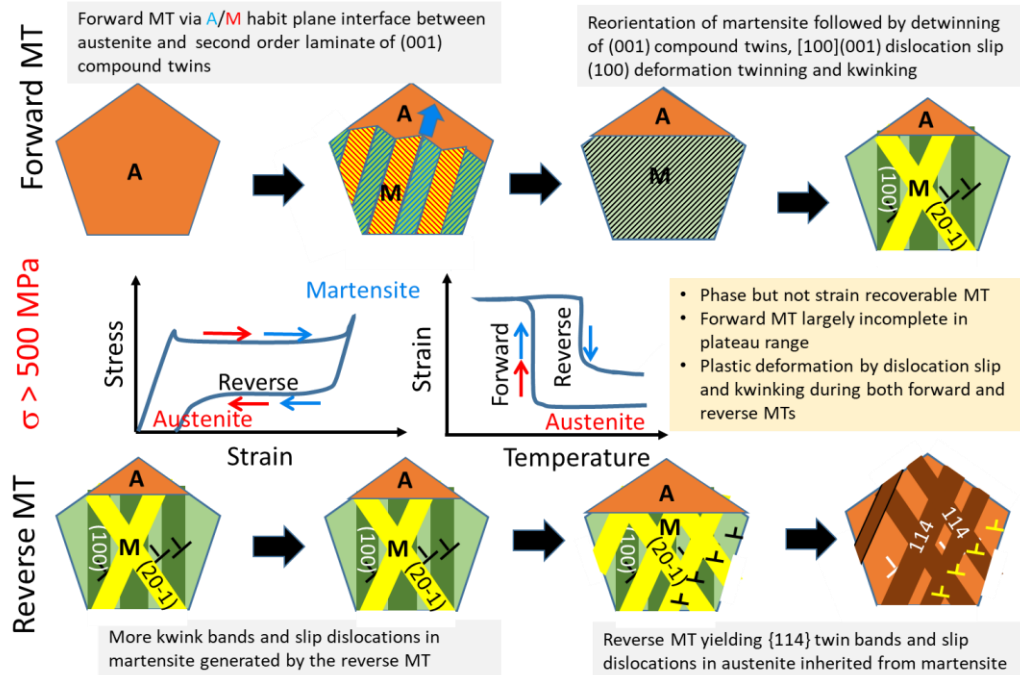 Forward MT
Forward MT via A/M habit plane interface between
austenite and second order laminate of (001)
compound twins
Reorientation of martensite followed by detwinning
of (001) compound twins, [100](001) dislocation slip
(100) deformation twinning and kwinking
A
A
M
A
M
A
M
(100)
(20-1)
σ > 500 MPa
Stress
Martensite
Reverse
Austenite
Strain
Strain
Forward
Reverse
Austenite
Temperature
• Phase but not strain recoverable MT
• Forward MT largely incomplete in
plateau range
• Plastic deformation by dislocation slip
and kwinking during both forward and
reverse MTs
Reverse MT
A
M
(100)
(20-1)
A
M
(100)
(20-1)
A
M
(100)
(20-1)
114
114
More kwink bands and slip dislocations in
martensite generated by the reverse MT
Reverse MT yielding {114} twin bands and slip
dislocations in austenite inherited from martensite